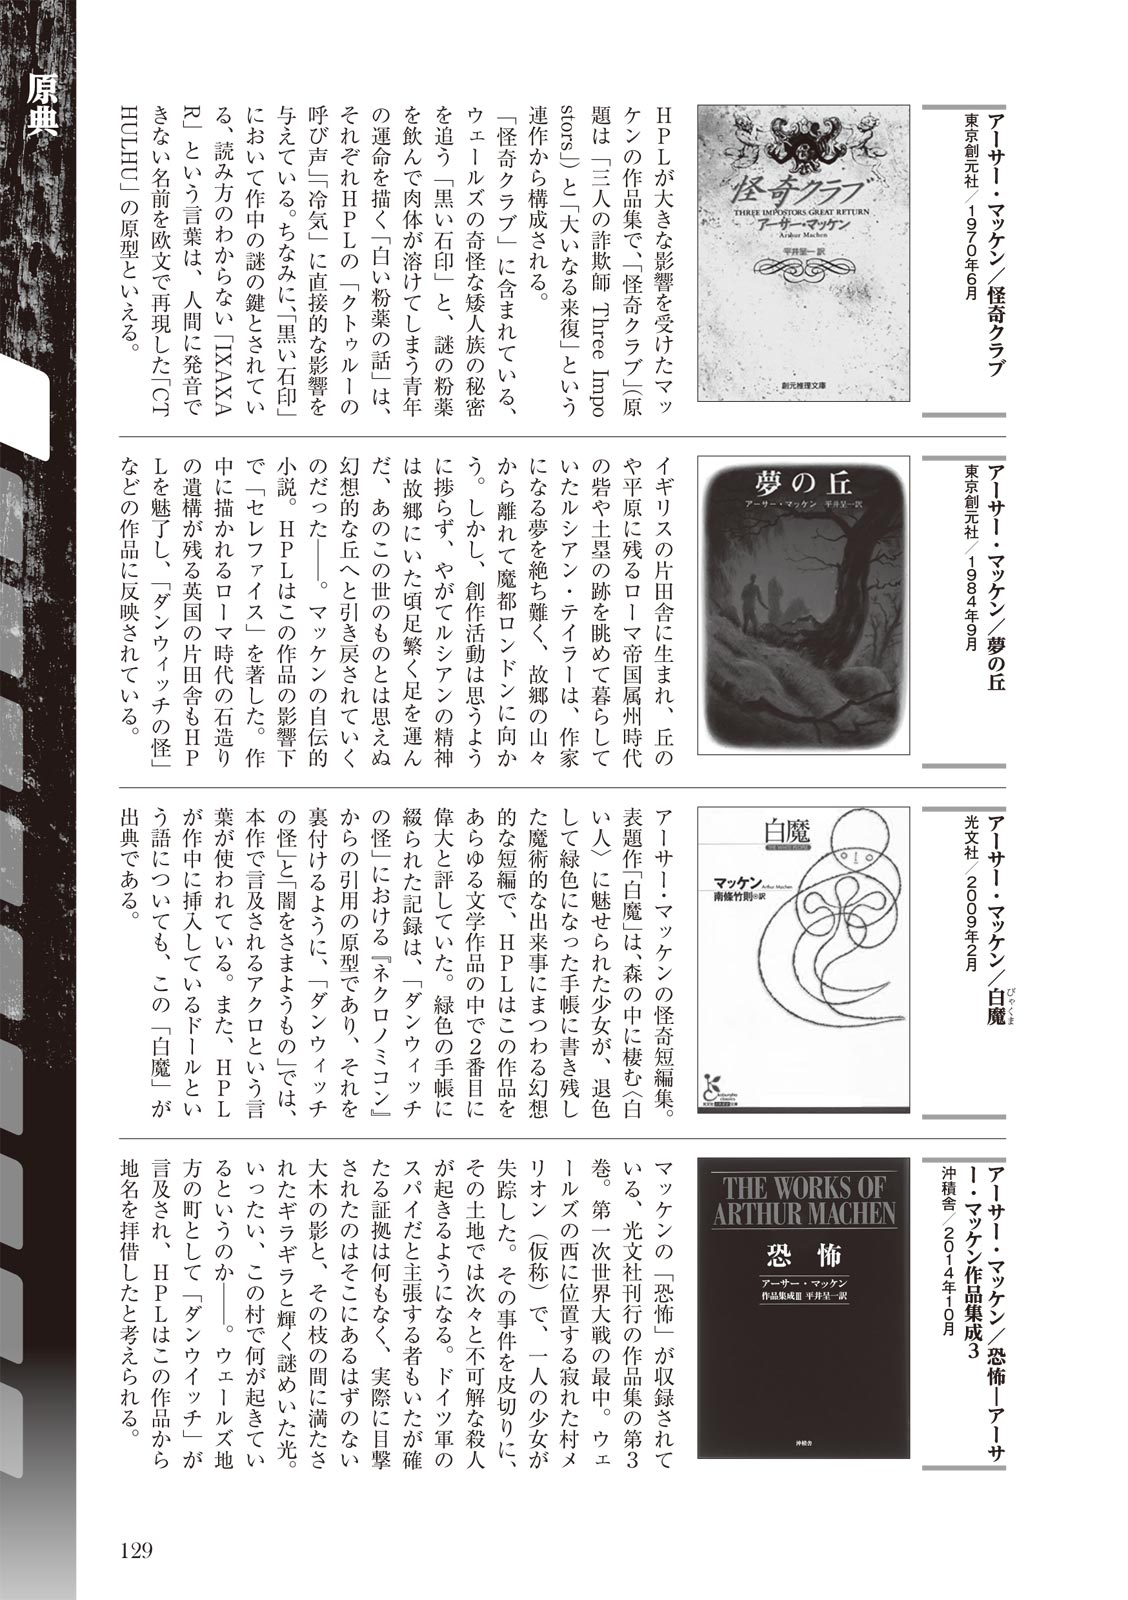 原典
アーサー・マッケン／怪奇クラブ
東京創元社／1970年6月
怪奇クラブ
THREE IMPOSTORS/GREAT RETURN
アーサー・マッケン
Arthur Machen
平井呈一 訳
創元推理文庫
HPLが大きな影響を受けたマッ
ケンの作品集で、「怪奇クラブ」（原
題は「三人の詐欺師 Three Impo
stors」）と「大いなる来復」という
連作から構成される。
「怪奇クラブ」に含まれている、
ウェールズの奇怪な矮人族の秘密
を追う「黒い石印」と、謎の粉薬
を飲んで肉体が溶けてしまう青年
の運命を描く「白い粉薬の話」は、
それぞれHPLの「クトゥルーの
呼び声」「冷気」に直接的な影響を
与えている。ちなみに、「黒い石印」
において作中の謎の鍵とされてい
る、読み方のわからない「IXAXA
R」という言葉は、人間に発音で
きない名前を欧文で再現した「CT
HULHU」の原型といえる。
アーサー・マッケン／夢の丘
東京創元社／1984年9月
夢の丘
アーサー・マッケン 平井呈一訳
イギリスの片田舎に生まれ、丘の
や平原に残るローマ帝国属州時代
の砦や土塁の跡を眺めて暮らして
いたルシアン・テイラーは、作家
になる夢を絶ち難く、故郷の山々
から離れて魔都ロンドンに向か
う。しかし、創作活動は思うよう
に捗らず、やがてルシアンの精神
は故郷にいた頃足繁く足を運ん
だ、あのこの世のものとは思えぬ
幻想的な丘へと引き戻されていく
のだった――。マッケンの自伝的
小説。HPLはこの作品の影響下
で「セレファイス」を著した。作
中に描かれるローマ時代の石造り
の遺構が残る英国の片田舎もHP
Lを魅了し、「ダンウィッチの怪」
などの作品に反映されている。
アーサー・マッケン／白魔
びゃくま
光文社／2009年2月
白魔
THE WHITE PEOPLE
マッケン
Arthur Machen
南條竹則●訳
kobunsha
classics
光文社古典新訳文庫
アーサー・マッケンの怪奇短編集。
表題作「白魔」は、森の中に棲む〈白
い人〉に魅せられた少女が、退色
して緑色になった手帳に書き残し
た魔術的な出来事にまつわる幻想
的な短編で、HPLはこの作品を
あらゆる文学作品の中で2番目に
偉大と評していた。緑色の手帳に
綴られた記録は、「ダンウィッチ
の怪」における『ネクロノミコン』
からの引用の原型であり、それを
裏付けるように、「ダンウィッチ
の怪」と「闇をさまようもの」では、
本作で言及されるアクロという言
葉が使われている。また、HPL
が作中に挿入しているドールとい
う語についても、この「白魔」が
出典である。
アーサー・マッケン／恐怖―アーサ
ー・マッケン作品集成3
沖積舎／2014年10月
THE WORKS OF
ARTHUR MACHEN
恐 怖
アーサー・マッケン
作品集成Ⅲ 平井呈一訳
沖積舎
マッケンの「恐怖」が収録されて
いる、光文社刊行の作品集の第3
巻。第一次世界大戦の最中。ウェ
ールズの西に位置する寂れた村メ
リオン（仮称）で、一人の少女が
失踪した。その事件を皮切りに、
その土地では次々と不可解な殺人
が起きるようになる。ドイツ軍の
スパイだと主張する者もいたが確
たる証拠は何もなく、実際に目撃
されたのはそこにあるはずのない
大木の影と、その枝の間に満たさ
れたギラギラと輝く謎めいた光。
いったい、この村で何が起きてい
るというのか――。ウェールズ地
方の町として「ダンウイッチ」が
言及され、HPLはこの作品から
地名を拝借したと考えられる。
129